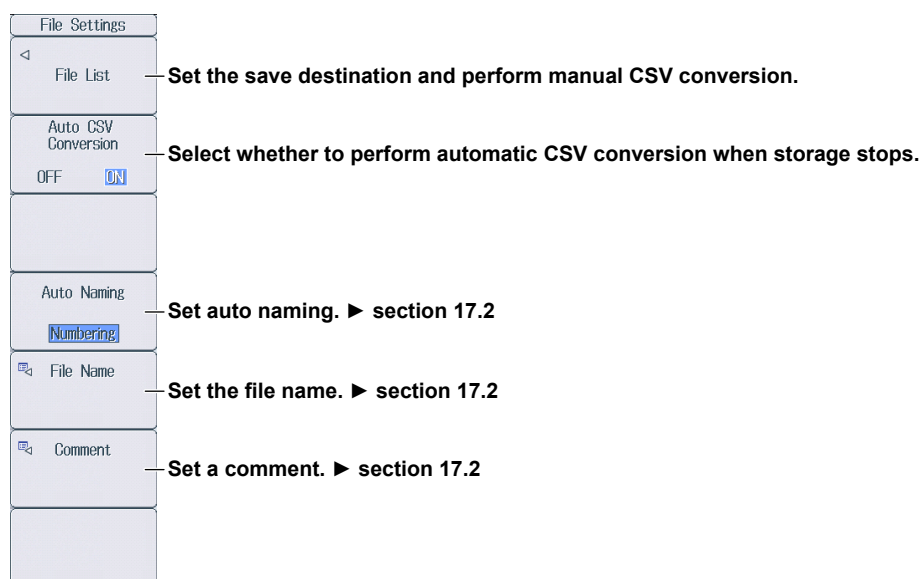 File Settings
File List
Set the save destination and perform manual CSV conversion.
Auto CSV
Conversion
OFF ON
Select whether to perform automatic CSV conversion when storage stops.
Auto Naming
Numbering
Set auto naming. ► section 17.2
File Name
Set the file name. ► section 17.2
Comment
Set a comment. ► section 17.2